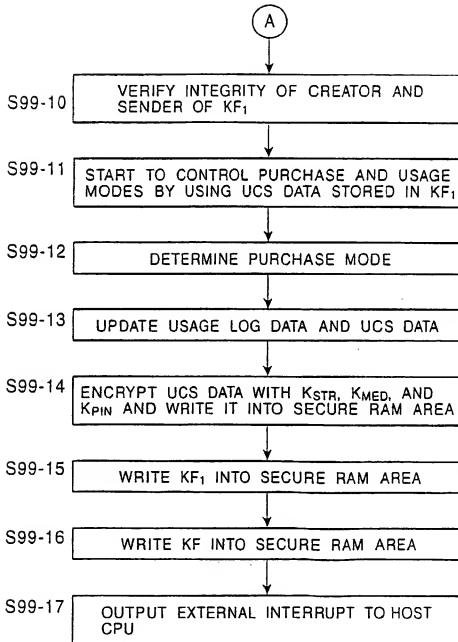 A
S99-10
VERIFY INTEGRITY OF CREATOR AND
SENDER OF KF₁
S99-11
START TO CONTROL PURCHASE AND USAGE
MODES BY USING UCS DATA STORED IN KF₁
S99-12
DETERMINE PURCHASE MODE
S99-13
UPDATE USAGE LOG DATA AND UCS DATA
S99-14
ENCRYPT UCS DATA WITH K_STR, K_MED, AND
K_PIN AND WRITE IT INTO SECURE RAM AREA
S99-15
WRITE KF₁ INTO SECURE RAM AREA
S99-16
WRITE KF INTO SECURE RAM AREA
S99-17
OUTPUT EXTERNAL INTERRUPT TO HOST
CPU